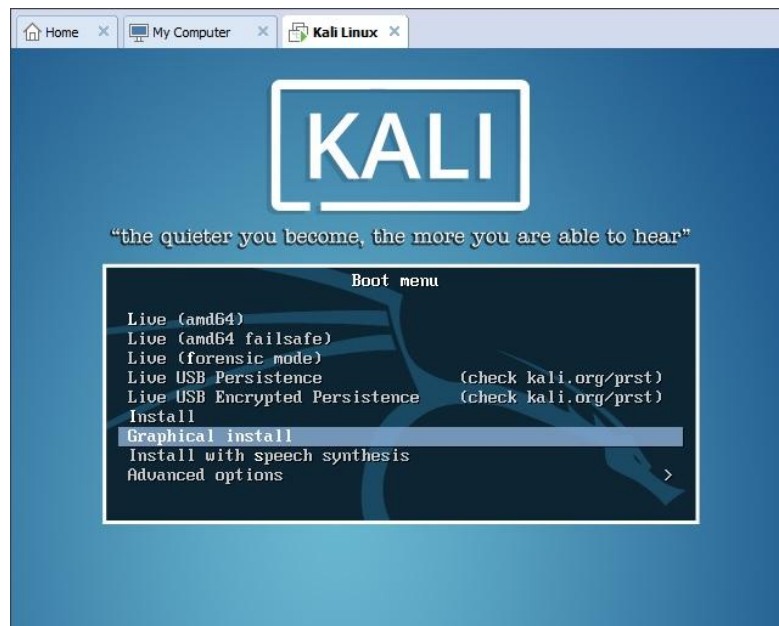 Home My Computer Kali Linux
KALI
“the quieter you become, the more you are able to hear”
Boot menu
Live (amd64)
Live (amd64 failsafe)
Live (forensic mode)
Live USB Persistence (check kali.org/prst)
Live USB Encrypted Persistence (check kali.org/prst)
Install
Graphical install
Install with speech synthesis
Advanced options >